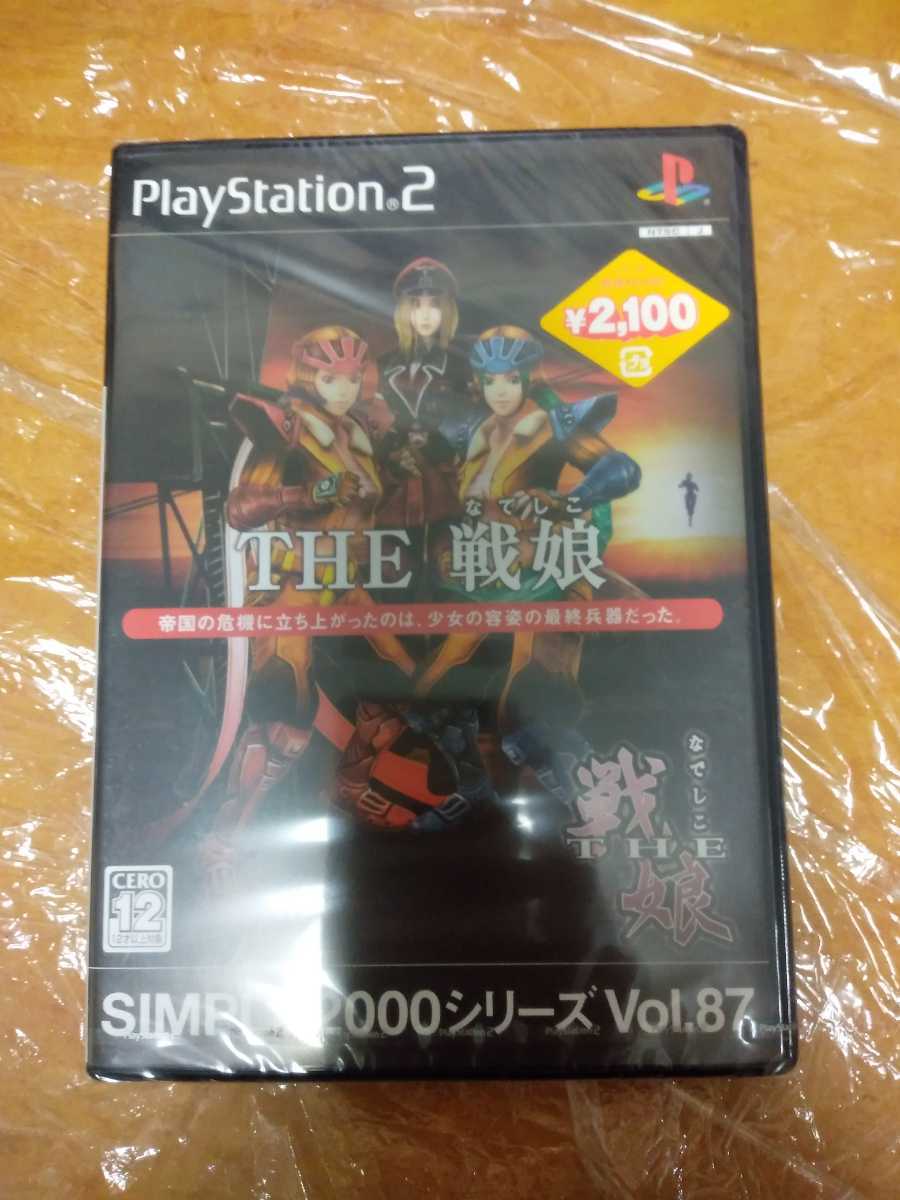 PlayStation®2
NTSC J
¥2,100
なでしこ
THE 戦娘
帝国の危機に立ち上がったのは、少女の容姿の最終兵器だった。
なでしこ
戦
THE
娘
CERO
12
12才以上対象
2000シリーズ Vol.87